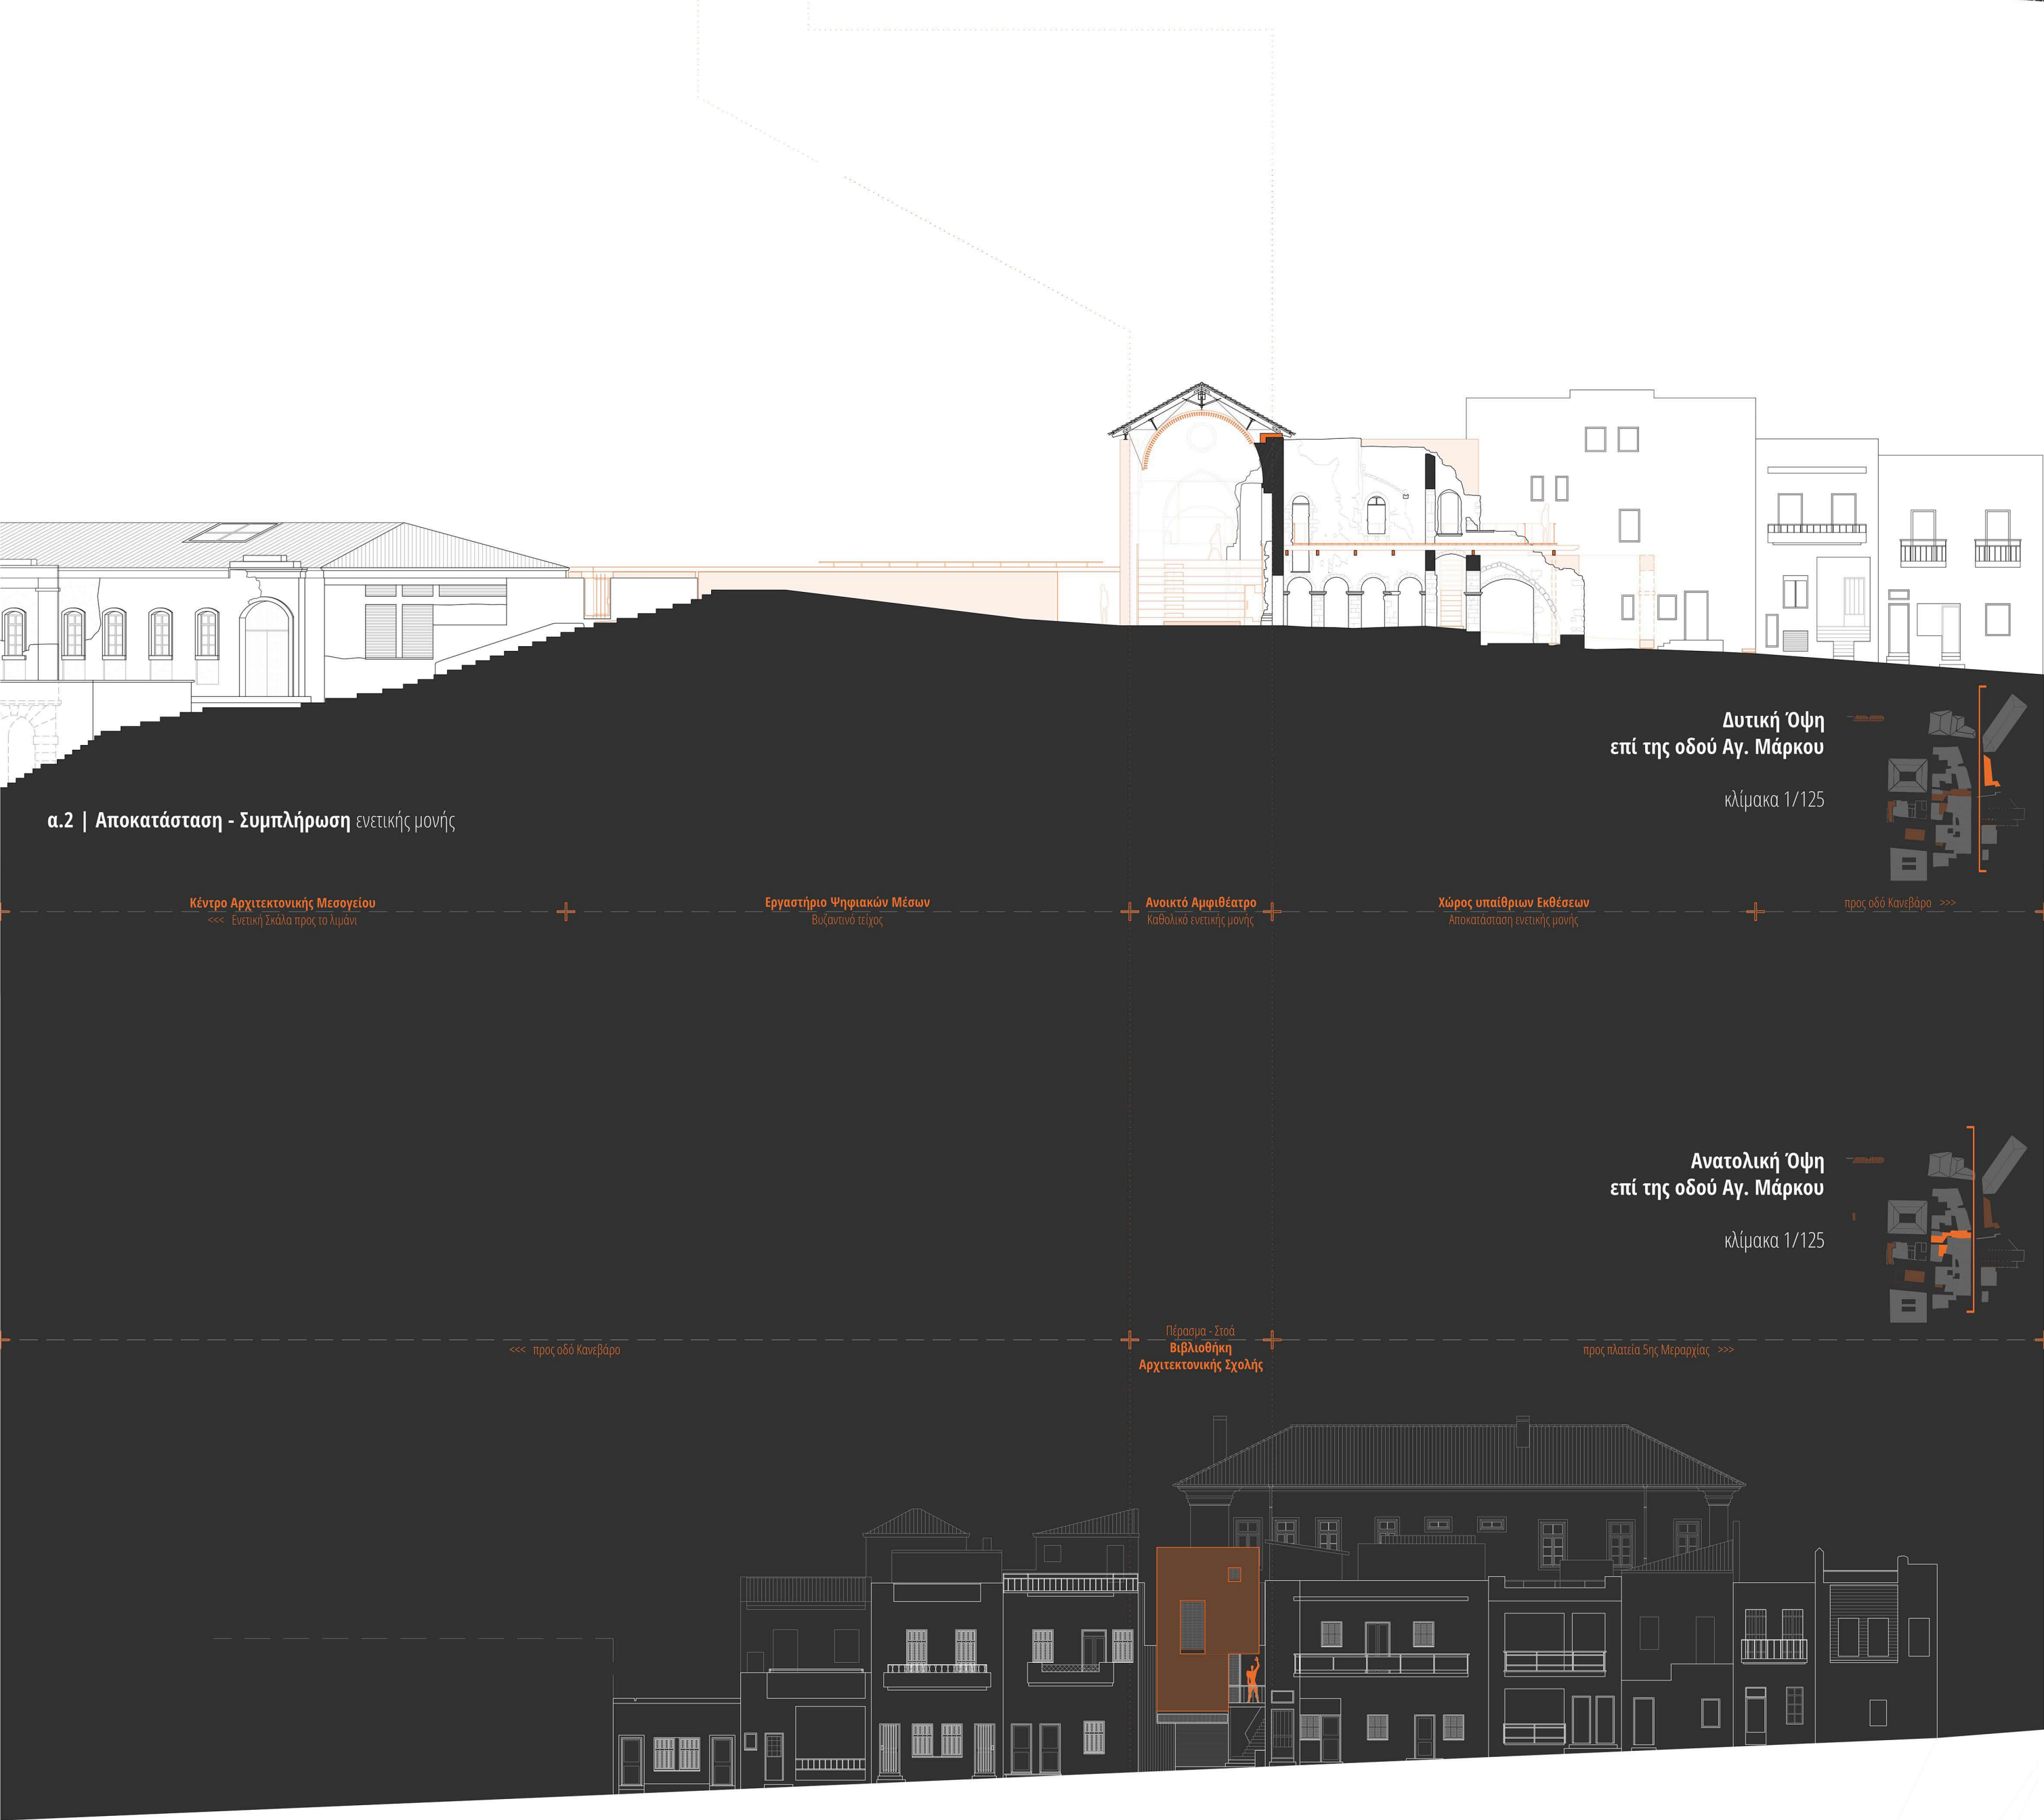 Δυτική Όψη
επί της οδού Αγ. Μάρκου
κλίμακα 1/125
α.2 | Αποκατάσταση - Συμπλήρωση ενετικής μονής
Κέντρο Αρχιτεκτονικής Μεσογείου
<<< Ενετική Σκάλα προς το λιμάνι
Εργαστήριο Ψηφιακών Μέσων
Βυζαντινό τείχος
Ανοικτό Αμφιθέατρο
Καθολικό ενετικής μονής
Χώρος υπαίθριων Εκθέσεων
Αποκατάσταση ενετικής μονής
προς οδό Κανεβάρο >>>
Ανατολική Όψη
επί της οδού Αγ. Μάρκου
κλίμακα 1/125
<<< προς οδό Κανεβάρο
Πέρασμα - Στοά
Βιβλιοθήκη
Αρχιτεκτονικής Σχολής
προς πλατεία 5ης Μεραρχίας >>>